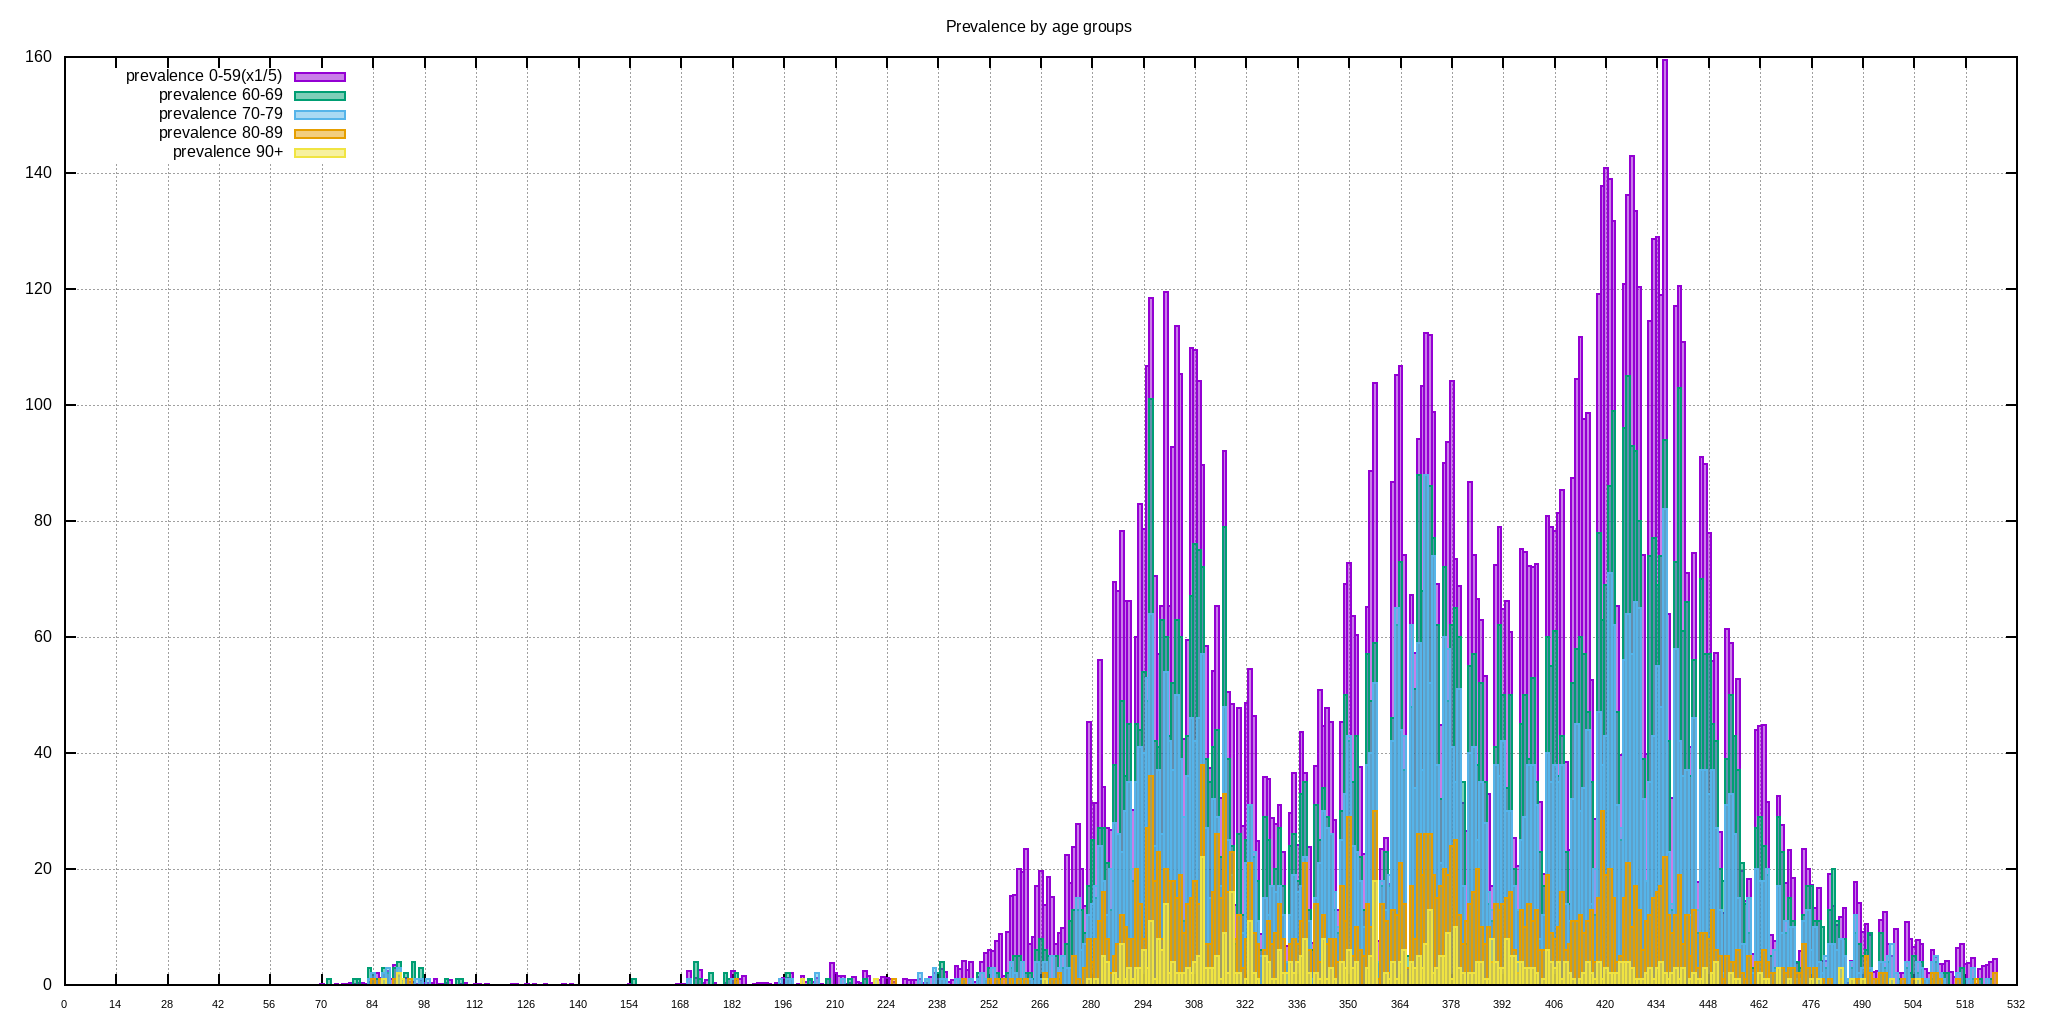 Prevalence by age groups
160
prevalence 0-59(x1/5)
prevalence 60-69
prevalence 70-79
prevalence 80-89
prevalence 90+
140
120
100
80
60
40
20
0
0 14 28 42 56 70 84 98 112 126 140 154 168 182 196 210 224 238 252 266 280 294 308 322 336 350 364 378 392 406 420 434 448 462 476 490 504 518 532